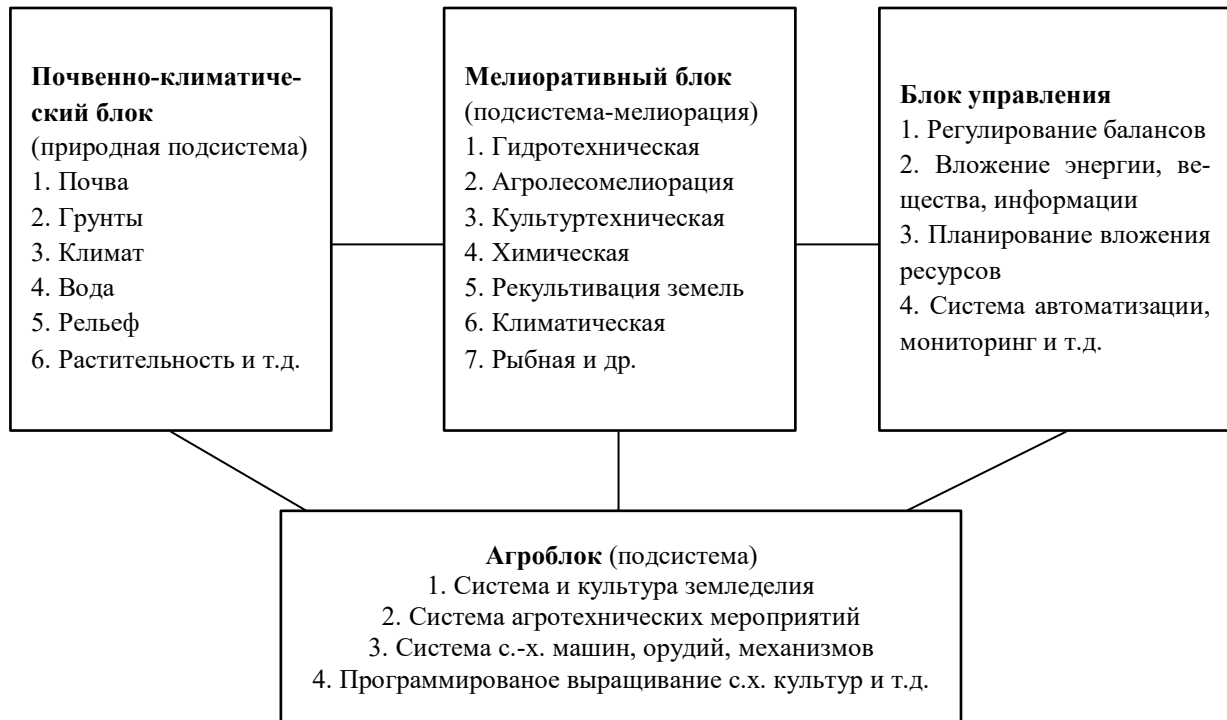 Почвенно-климатиче-
ский блок
(природная подсистема)
1. Почва
2. Грунты
3. Климат
4. Вода
5. Рельеф
6. Растительность и т.д.
Мелиоративный блок
(подсистема-мелиорация)
1. Гидротехническая
2. Агролесомелиорация
3. Культуртехническая
4. Химическая
5. Рекультивация земель
6. Климатическая
7. Рыбная и др.
Блок управления
1. Регулирование балансов
2. Вложение энергии, ве-
щества, информации
3. Планирование вложения
ресурсов
4. Система автоматизации,
мониторинг и т.д.
Агроблок (подсистема)
1. Система и культура земледелия
2. Система агротехнических мероприятий
3. Система с.-х. машин, орудий, механизмов
4. Программированое выращивание с.х. культур и т.д.